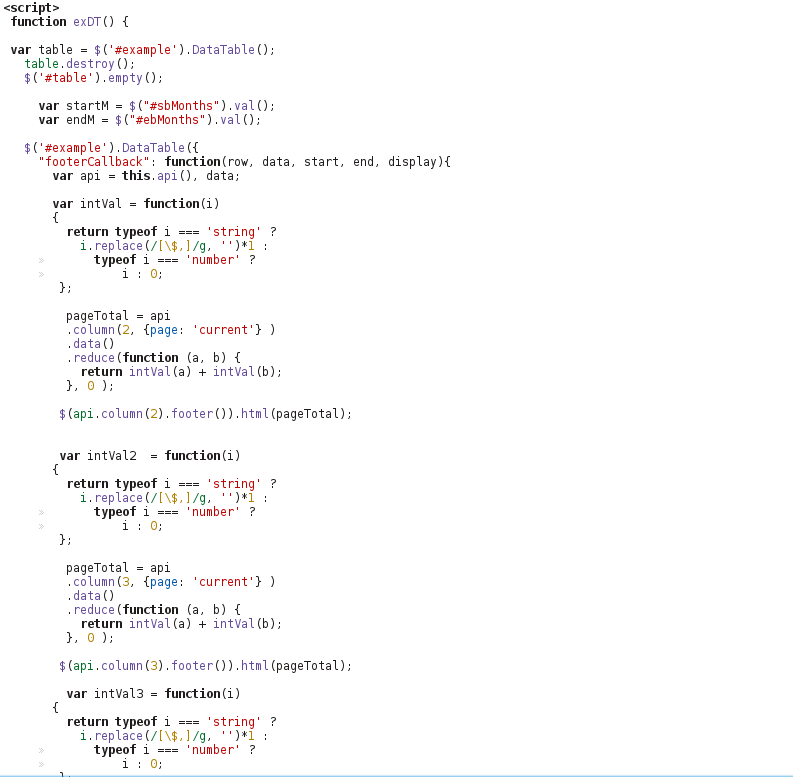 <script>
function exDT() {
var table = $('#example').DataTable();
table.destroy();
$('#table').empty();
var startM = $("#sbMonths").val();
var endM = $("#ebMonths").val();
$('#example').DataTable({
"footerCallback": function(row, data, start, end, display){
var api = this.api(), data;
var intVal = function(i)
{
return typeof i === 'string' ?
i.replace(/[\$,]/g, '')*1 :
» typeof i === 'number' ?
» i : 0;
};
pageTotal = api
.column(2, {page: 'current'} )
.data()
.reduce(function (a, b) {
return intVal(a) + intVal(b);
}, 0 );
$(api.column(2).footer()).html(pageTotal);
var intVal2  = function(i)
{
return typeof i === 'string' ?
i.replace(/[\$,]/g, '')*1 :
» typeof i === 'number' ?
» i : 0;
};
pageTotal = api
.column(3, {page: 'current'} )
.data()
.reduce(function (a, b) {
return intVal(a) + intVal(b);
}, 0 );
$(api.column(3).footer()).html(pageTotal);
var intVal3 = function(i)
{
return typeof i === 'string' ?
i.replace(/[\$,]/g, '')*1 :
» typeof i === 'number' ?
» i : 0;